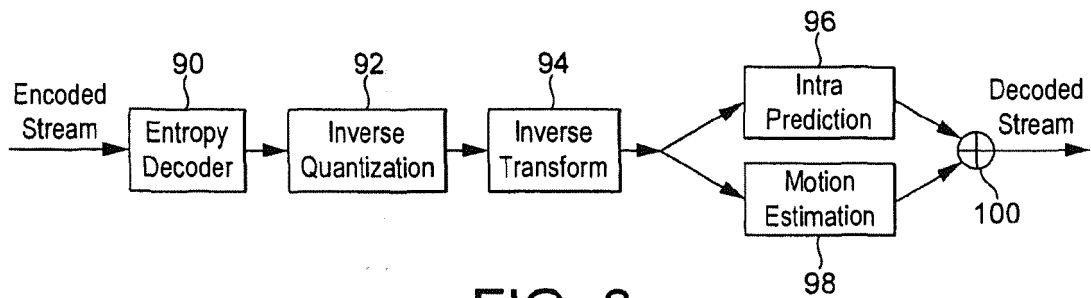 90
92
94
96
Encoded
Stream
Entropy
Decoder
Inverse
Quantization
Inverse
Transform
Intra
Prediction
Motion
Estimation
98
Decoded
Stream
100